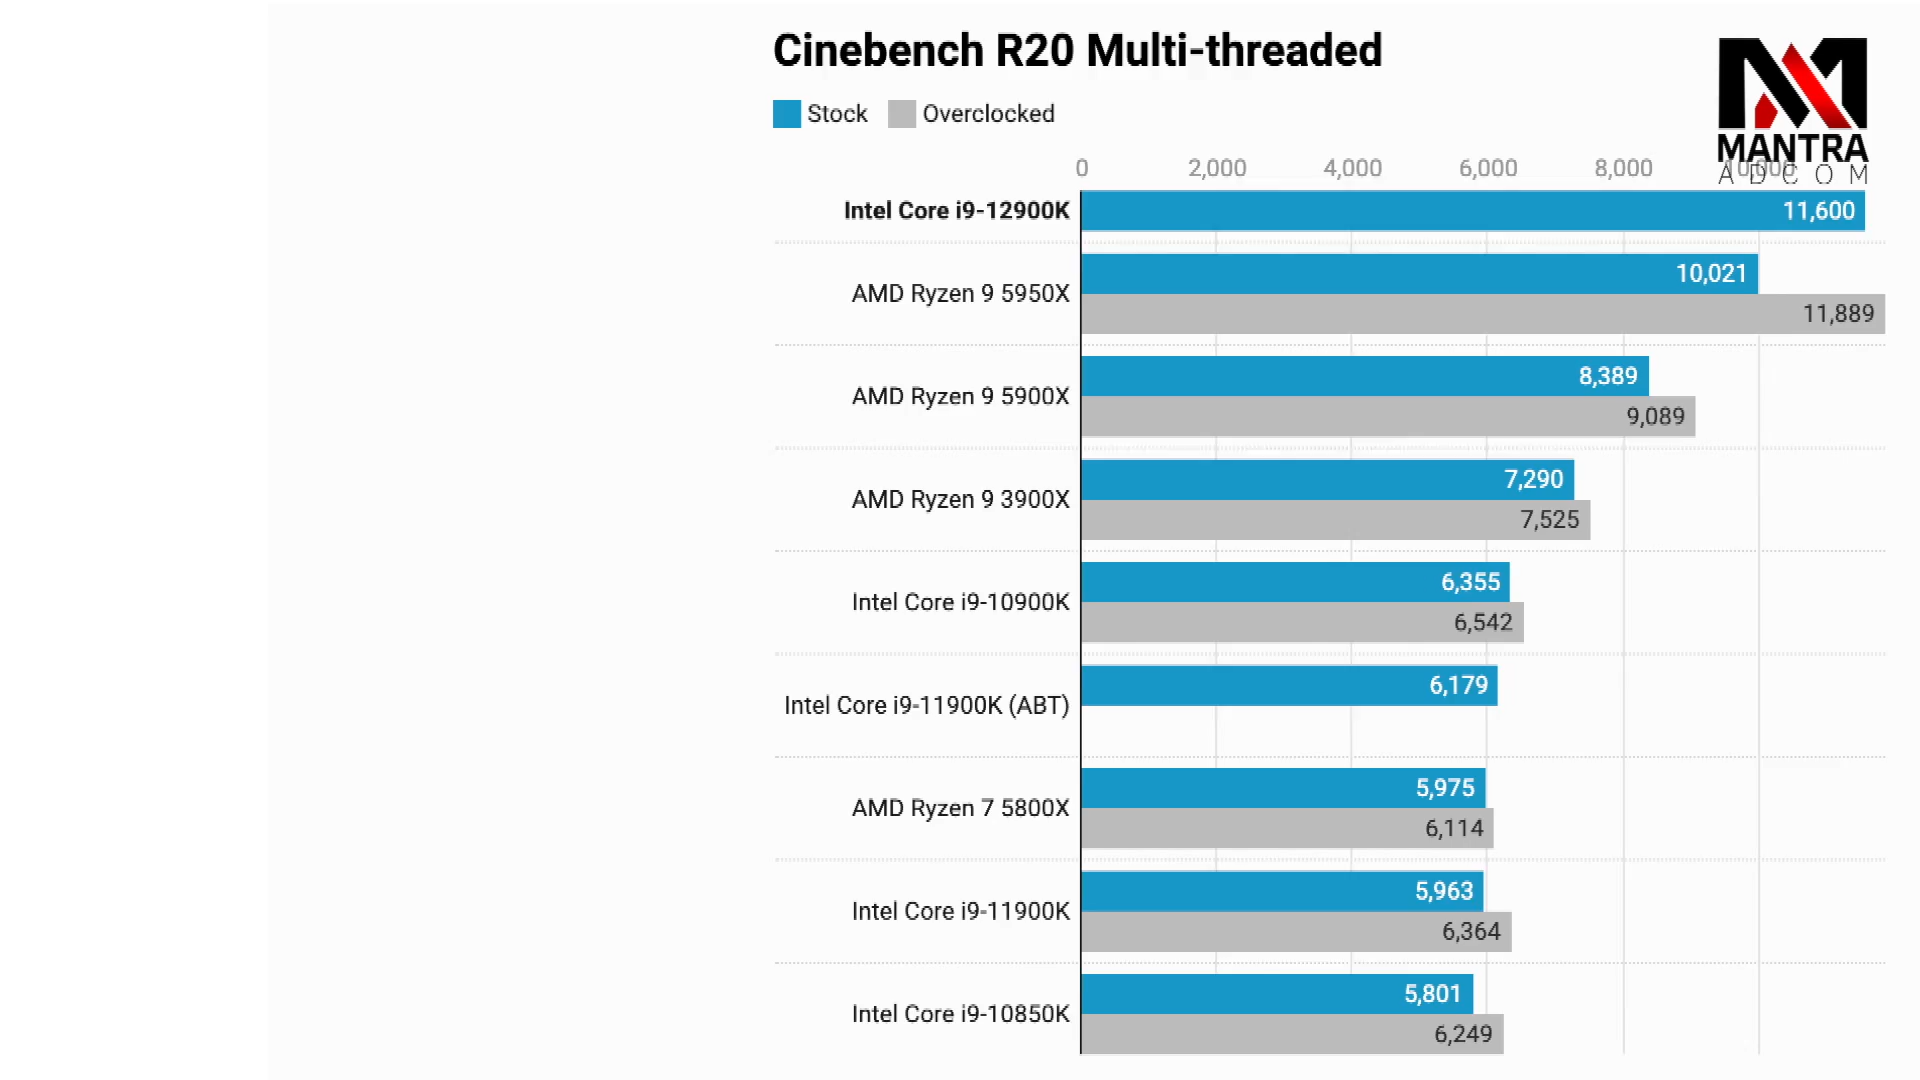 Cinebench R20 Multi-threaded
Stock Overclocked
MANTRA
ADCOM
0 2,000 4,000 6,000 8,000 10,000
Intel Core i9-12900K 11,600
AMD Ryzen 9 5950X 10,021
11,889
AMD Ryzen 9 5900X 8,389
9,089
AMD Ryzen 9 3900X 7,290
7,525
Intel Core i9-10900K 6,355
6,542
Intel Core i9-11900K (ABT) 6,179
AMD Ryzen 7 5800X 5,975
6,114
Intel Core i9-11900K 5,963
6,364
Intel Core i9-10850K 5,801
6,249